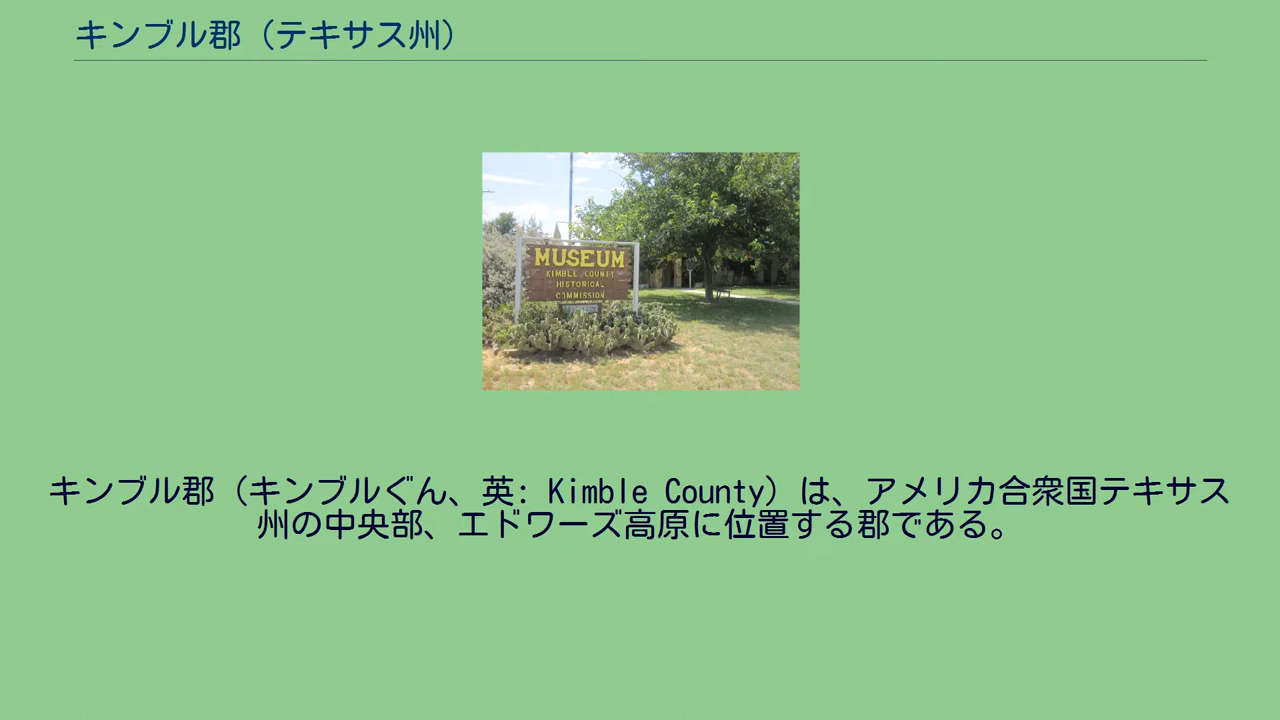 キンブル郡（テキサス州）
MUSEUM
KIMBLE COUNTY
HISTORICAL
COMMISSION
キンブル郡（キンブルぐん、英: Kimble County）は、アメリカ合衆国テキサス
州の中央部、エドワーズ高原に位置する郡である。